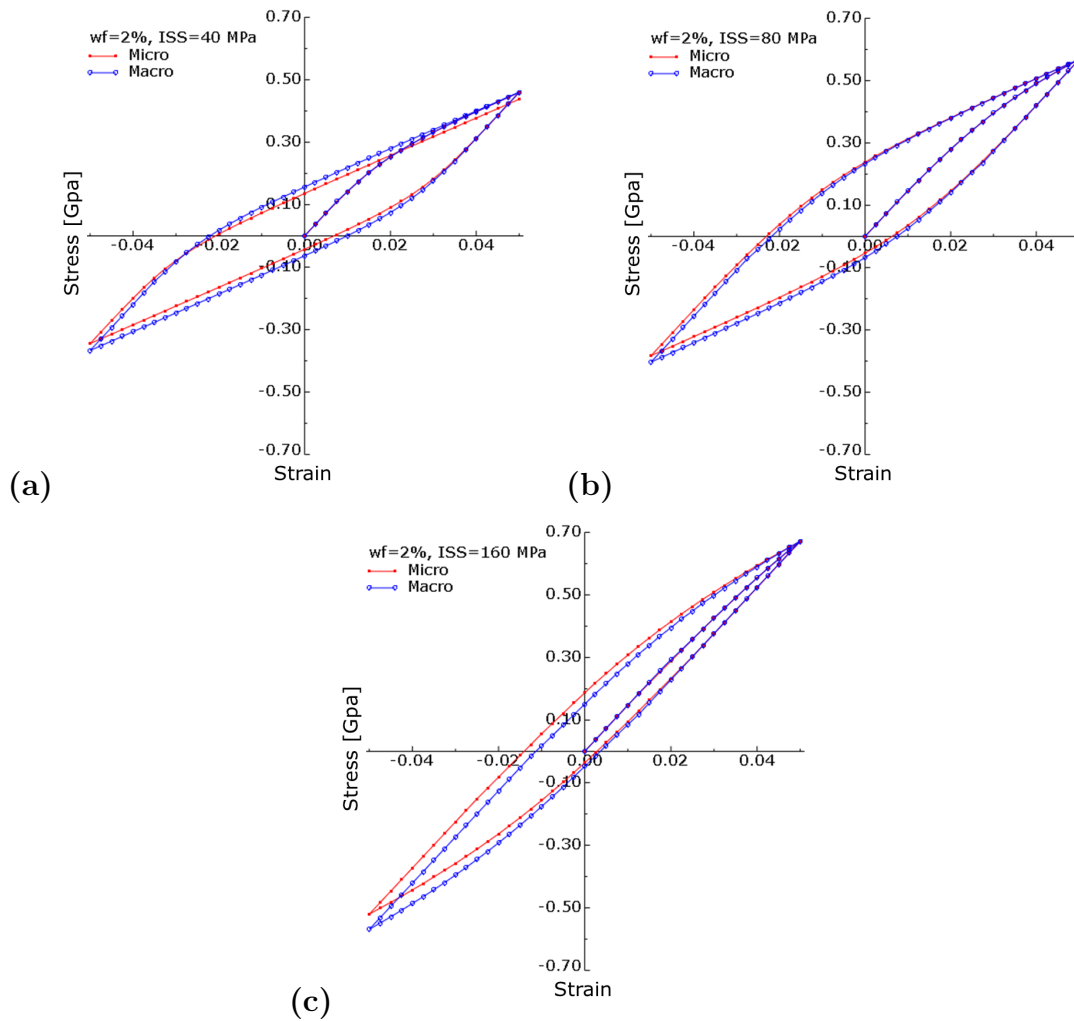 0.70
wf=2%, ISS=40 MPa
Micro
Macro
0.50
0.30
0.10
-0.04 -0.02 0.00 0.02 0.04
-0.10
-0.30
-0.50
-0.70
Stress [Gpa]
Strain
(a)
0.70
wf=2%, ISS=80 MPa
Micro
Macro
0.50
0.30
0.10
-0.04 -0.02 0.00 0.02 0.04
-0.10
-0.30
-0.50
-0.70
Stress [Gpa]
Strain
(b)
0.70
wf=2%, ISS=160 MPa
Micro
Macro
0.50
0.30
0.10
-0.04 -0.02 0.00 0.02 0.04
-0.10
-0.30
-0.50
-0.70
Stress [Gpa]
Strain
(c)